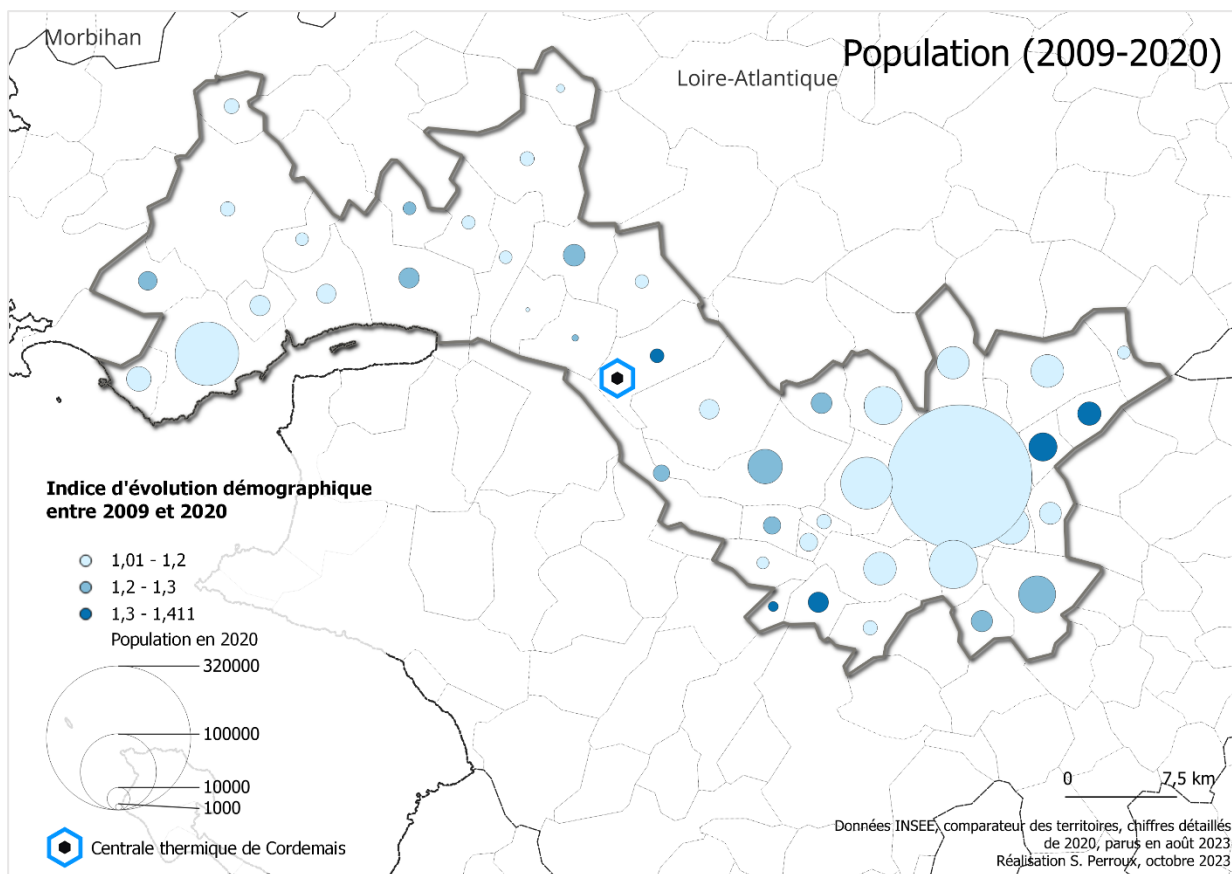 Morbihan
Population (2009-2020)
Loire-Atlantique
Indice d'évolution démographique
entre 2009 et 2020
1,01 - 1,2
1,2 - 1,3
1,3 - 1,411
Population en 2020
320000
100000
10000
1000
Centrale thermique de Cordemais
0 7,5 km
Données INSEE, comparateur des territoires, chiffres détaillés
de 2020, parus en août 2023
Réalisation S. Perroux, octobre 2023